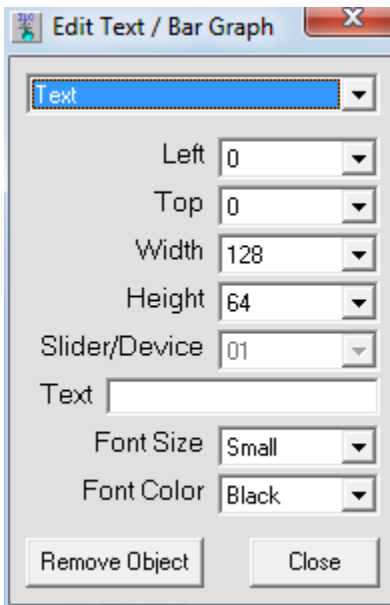 Edit Text / Bar Graph
Text
Left 0
Top 0
Width 128
Height 64
Slider/Device 01
Text
Font Size Small
Font Color Black
Remove Object Close